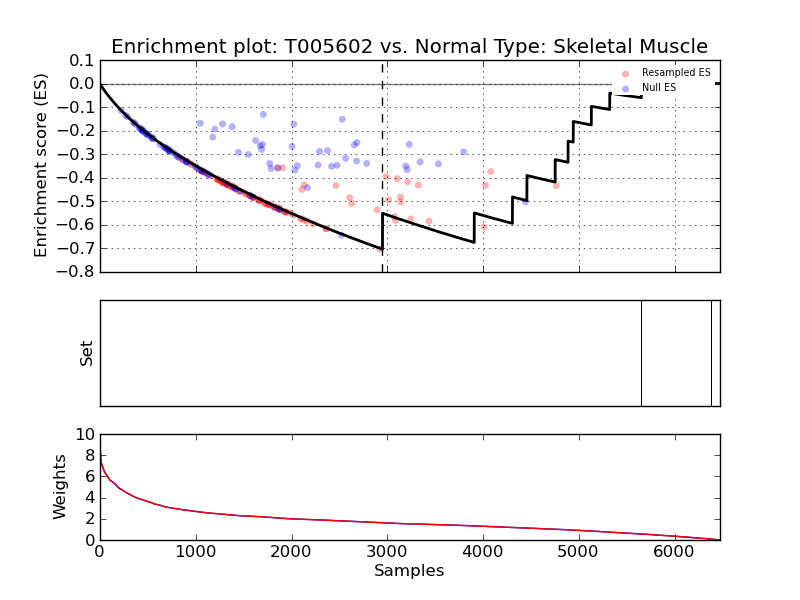 Enrichment plot: T005602 vs. Normal Type: Skeletal Muscle
Enrichment score (ES)
0.1
0.0
−0.1
−0.2
−0.3
−0.4
−0.5
−0.6
−0.7
−0.8
Resampled ES
Null ES
Set
Weights
10
8
6
4
2
0
0 1000 2000 3000 4000 5000 6000
Samples